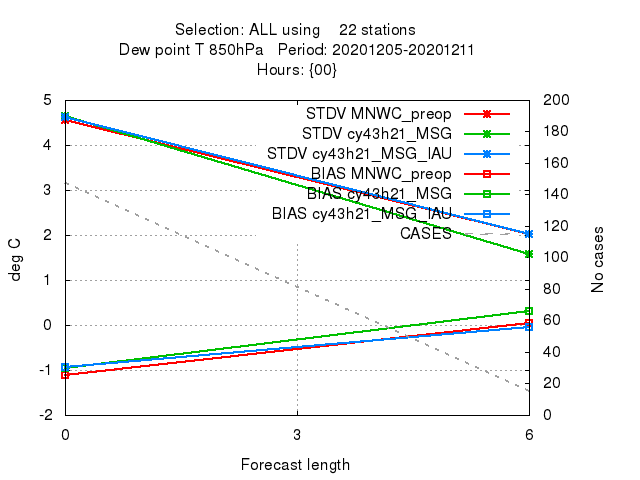 Selection: ALL using 22 stations
Dew point T 850hPa Period: 20201205-20201211
Hours: {00}
5 200
STDV MNWC_preop
180
STDV cy43h21_MSG
4 160
STDV cy43h21_MSG_IAU
BIAS MNWC_preop
3 140
BIAS cy43h21_MSG
BIAS cy43h21_MSG_IAU
120
2 CASES
deg C
No cases
100
1 80
0 60
40
-1
20
-2 0
0 3 6
Forecast length